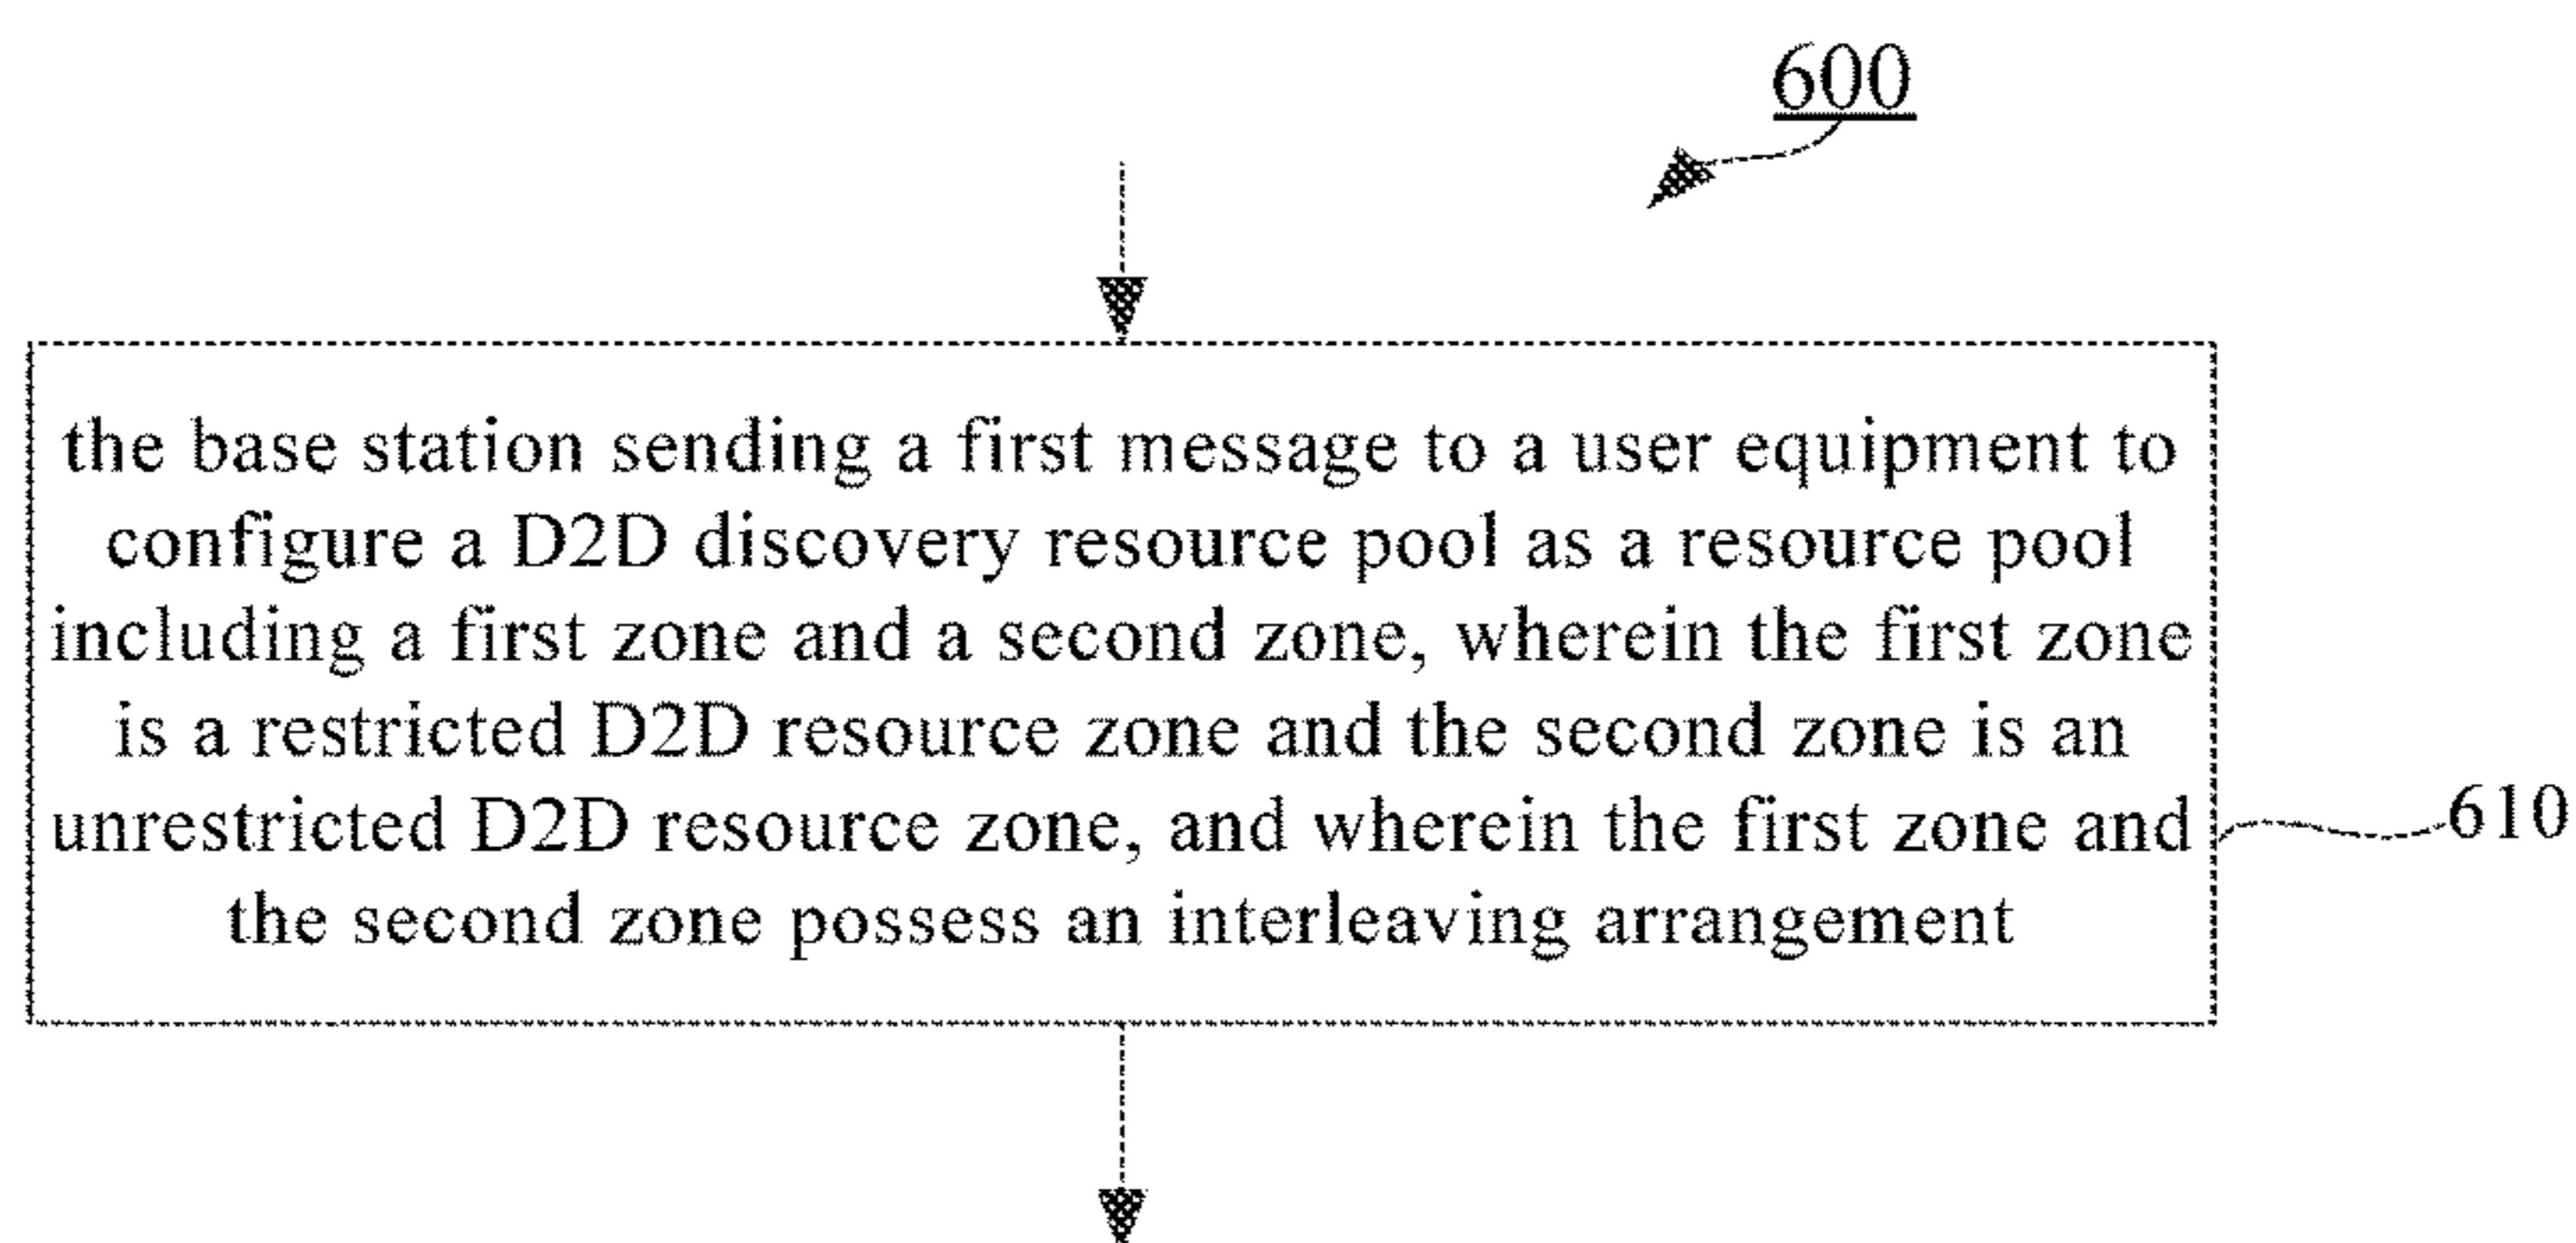 600
the base station sending a first message to a user equipment to
configure a D2D discovery resource pool as a resource pool
including a first zone and a second zone, wherein the first zone
is a restricted D2D resource zone and the second zone is an
unrestricted D2D resource zone, and wherein the first zone and
the second zone possess an interleaving arrangement
610